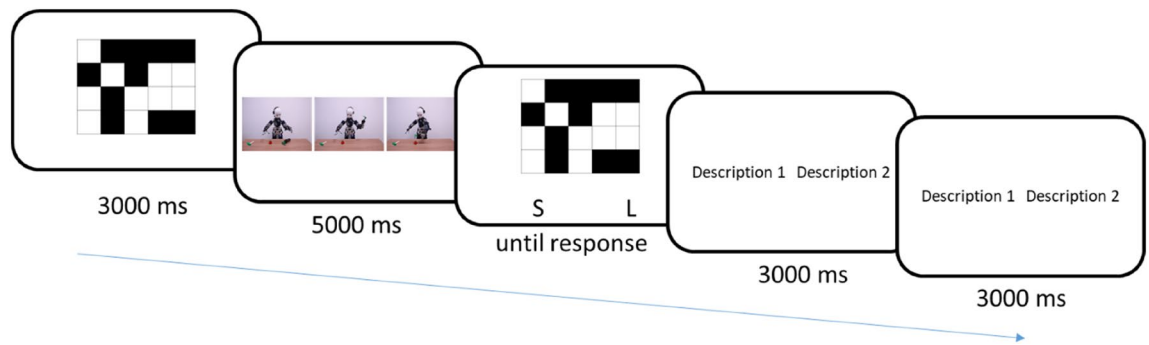 3000 ms
5000 ms
S L
until response
Description 1 Description 2
3000 ms
Description 1 Description 2
3000 ms